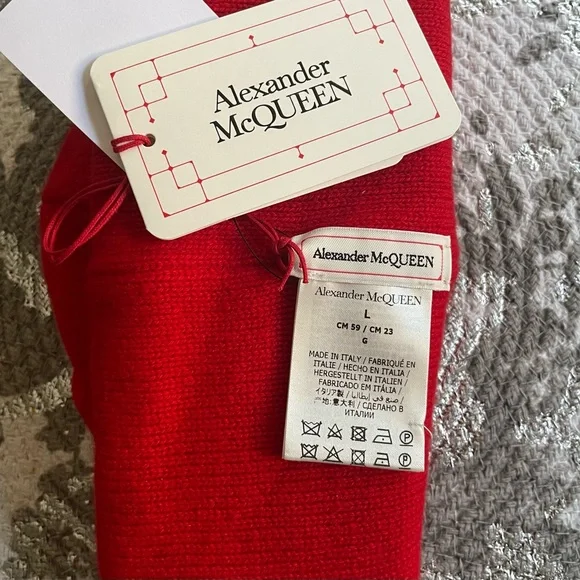 Alexander
McQUEEN
Alexander McQUEEN
Alexander McQUEEN
L
CM 59 / CM 23
G
MADE IN ITALY / FABRIQUÉ EN
ITALIE / HECHO EN ITALIA /
HERGESTELLT IN ITALIEN /
FABRICADO EM ITÁLIA /
イタリア製 / صنع في إيطاليا /
产地:意大利 / СДЕЛАНО В
ИТАЛИИ